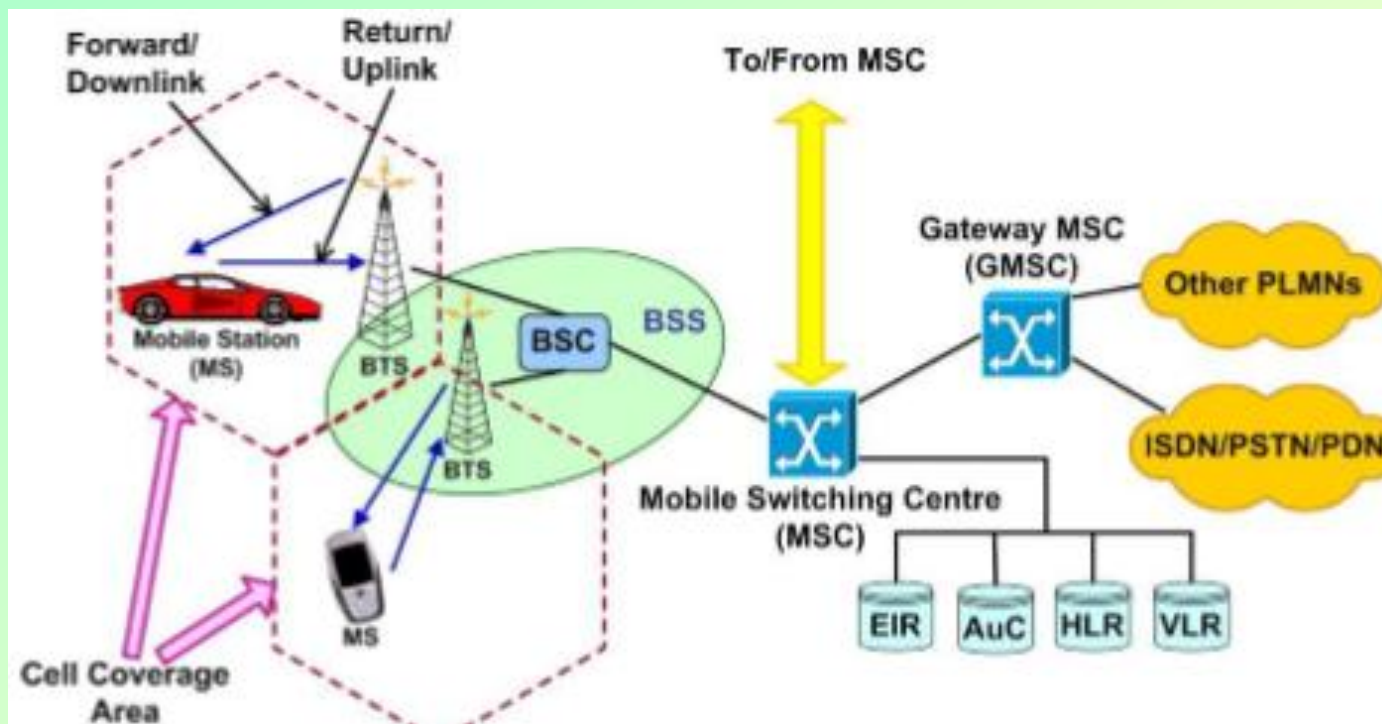 Forward/
Downlink
Return/
Uplink
To/From MSC
Gateway MSC
(GMSC)
Other PLMNs
BSS
BSC
Mobile Station
(MS)
BTS
BTS
ISDN/PSTN/PDN
Mobile Switching Centre
(MSC)
MS
EIR
AuC
HLR
VLR
Cell Coverage
Area